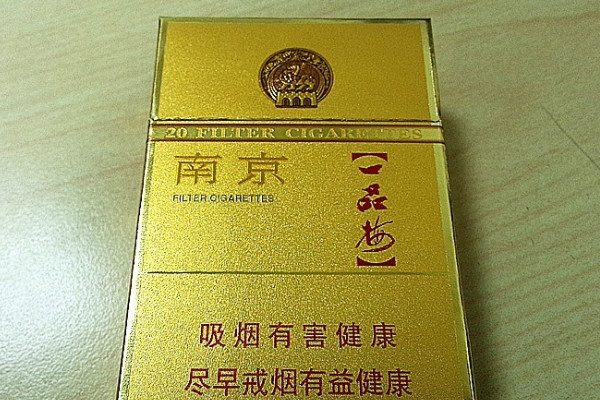 20 FILTER CIGARETTES
南京
FILTER CIGARETTES
【一品梅】
吸烟有害健康
尽早戒烟有益健康